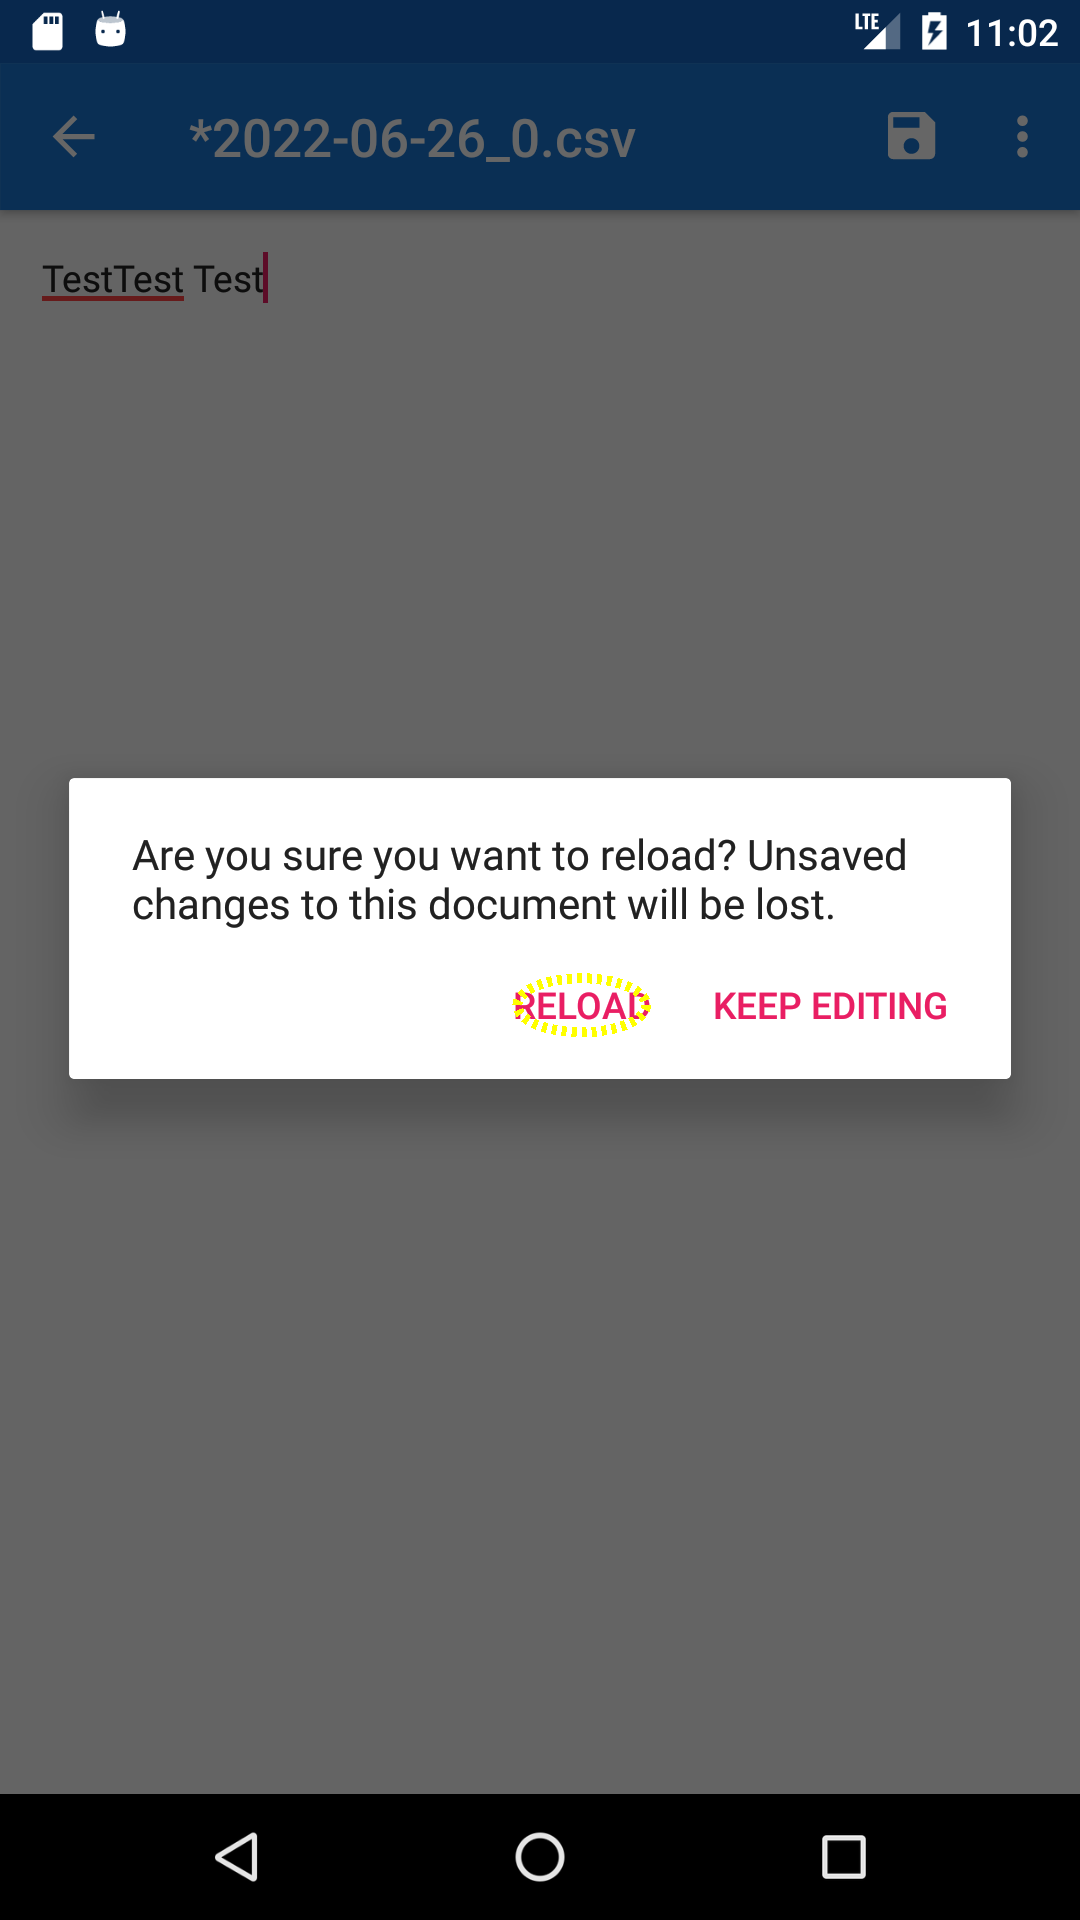 LTE 11:02
*2022-06-26_0.csv
TestTest Test
Are you sure you want to reload? Unsaved
changes to this document will be lost.
RELOAD KEEP EDITING